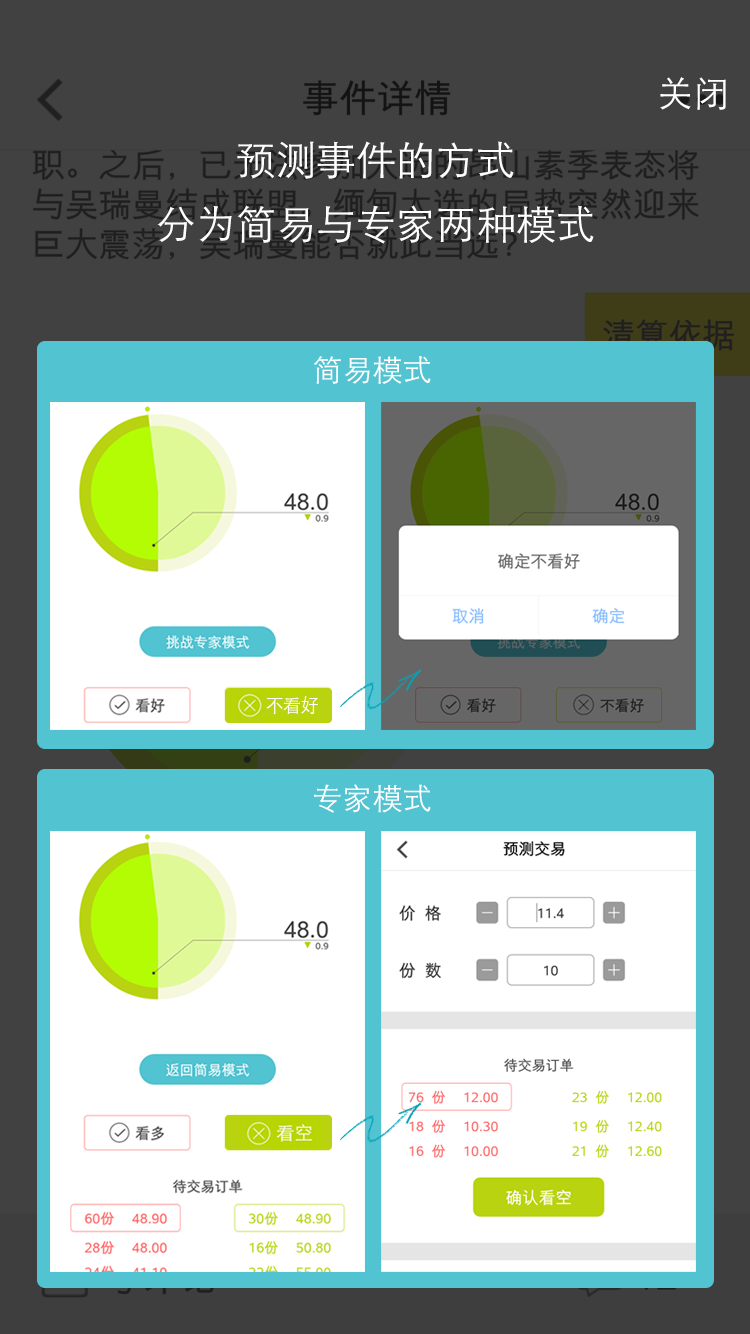 事件详情
关闭
预测事件的方式
分为简易与专家两种模式
职。之后，已 山素季表态将
与吴瑞曼结成联盟，缅甸大选的局势突然迎来
巨大震荡，吴瑞曼能否就此当选？
清算依据
简易模式
48.0
0.9
挑战专家模式
看好
不看好
48.0
0.9
确定不看好
取消
确定
挑战专家模式
看好
不看好
专家模式
48.0
0.9
返回简易模式
看多
看空
待交易订单
60份 48.90
30份 48.90
28份 48.00
16份 50.80
34份 41.10
22份 55.00
预测交易
价 格
11.4
份 数
10
待交易订单
76 份 12.00
23 份 12.00
18 份 10.30
19 份 12.40
16 份 10.00
21 份 12.60
确认看空